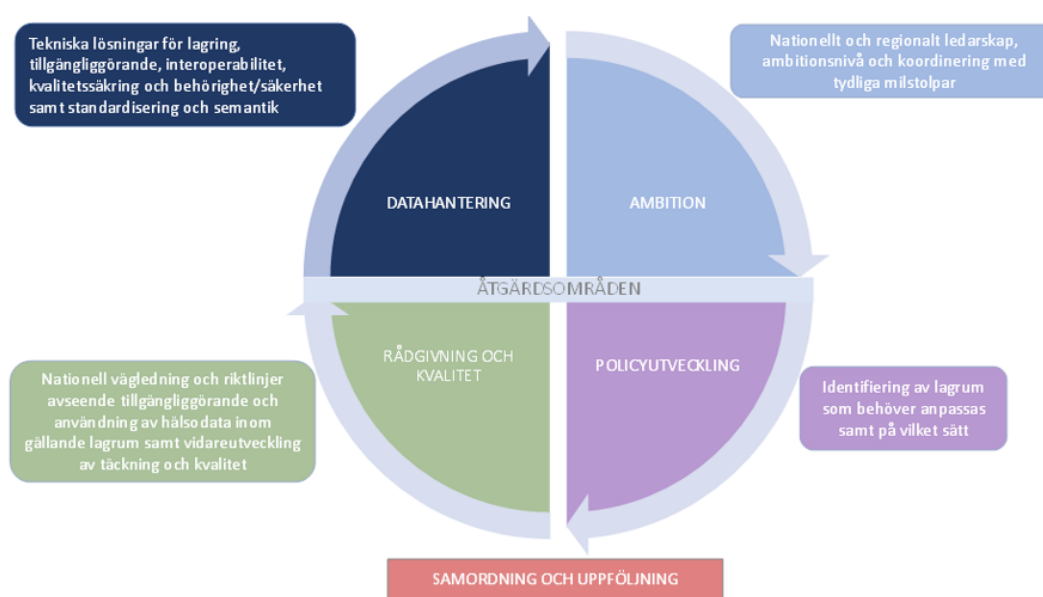 Tekniska lösningar för lagring,
tillgängliggörande, interoperabilitet,
kvalitetssäkring och behörighet/säkerhet
samt standardisering och semantik
Nationellt och regionalt ledarskap,
ambitionsnivå och koordinering med
tydliga milstolpar
DATAHANTERING
AMBITION
ÅTGÄRDSOMRÅDEN
RÅDGIVNING OCH
KVALITET
POLICYUTVECKLING
Nationell vägledning och riktlinjer
avseende tillgängliggörande och
användning av hälsodata inom
gällande lagrum samt vidareutveckling
av täckning och kvalitet
Identifiering av lagrum
som behöver anpassas
samt på vilket sätt
SAMORDNING OCH UPPFÖLJNING